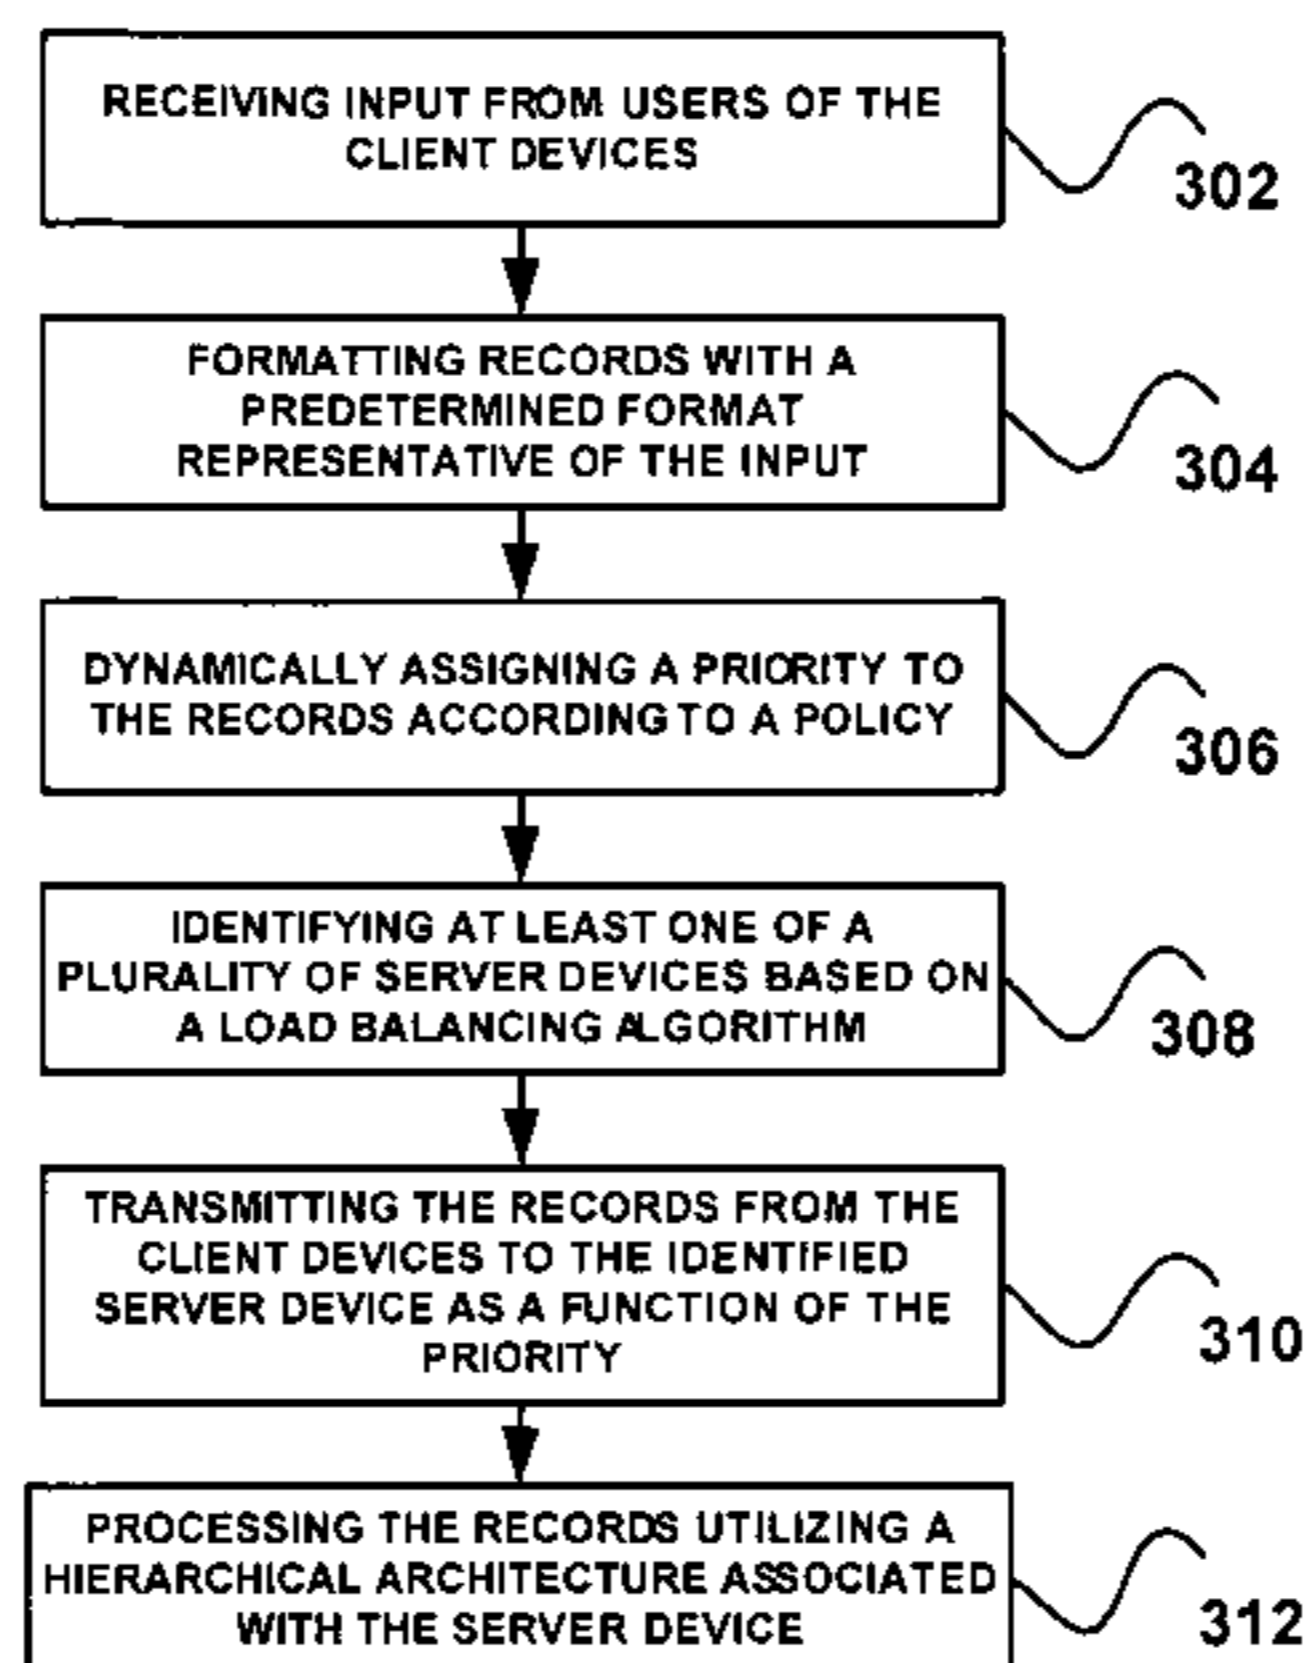 RECEIVING INPUT FROM USERS OF THE
CLIENT DEVICES
302
FORMATTING RECORDS WITH A
PREDETERMINED FORMAT
REPRESENTATIVE OF THE INPUT
304
DYNAMICALLY ASSIGNING A PRIORITY TO
THE RECORDS ACCORDING TO A POLICY
306
IDENTIFYING AT LEAST ONE OF A
PLURALITY OF SERVER DEVICES BASED ON
A LOAD BALANCING ALGORITHM
308
TRANSMITTING THE RECORDS FROM THE
CLIENT DEVICES TO THE IDENTIFIED
SERVER DEVICE AS A FUNCTION OF THE
PRIORITY
310
PROCESSING THE RECORDS UTILIZING A
HIERARCHICAL ARCHITECTURE ASSOCIATED
WITH THE SERVER DEVICE
312